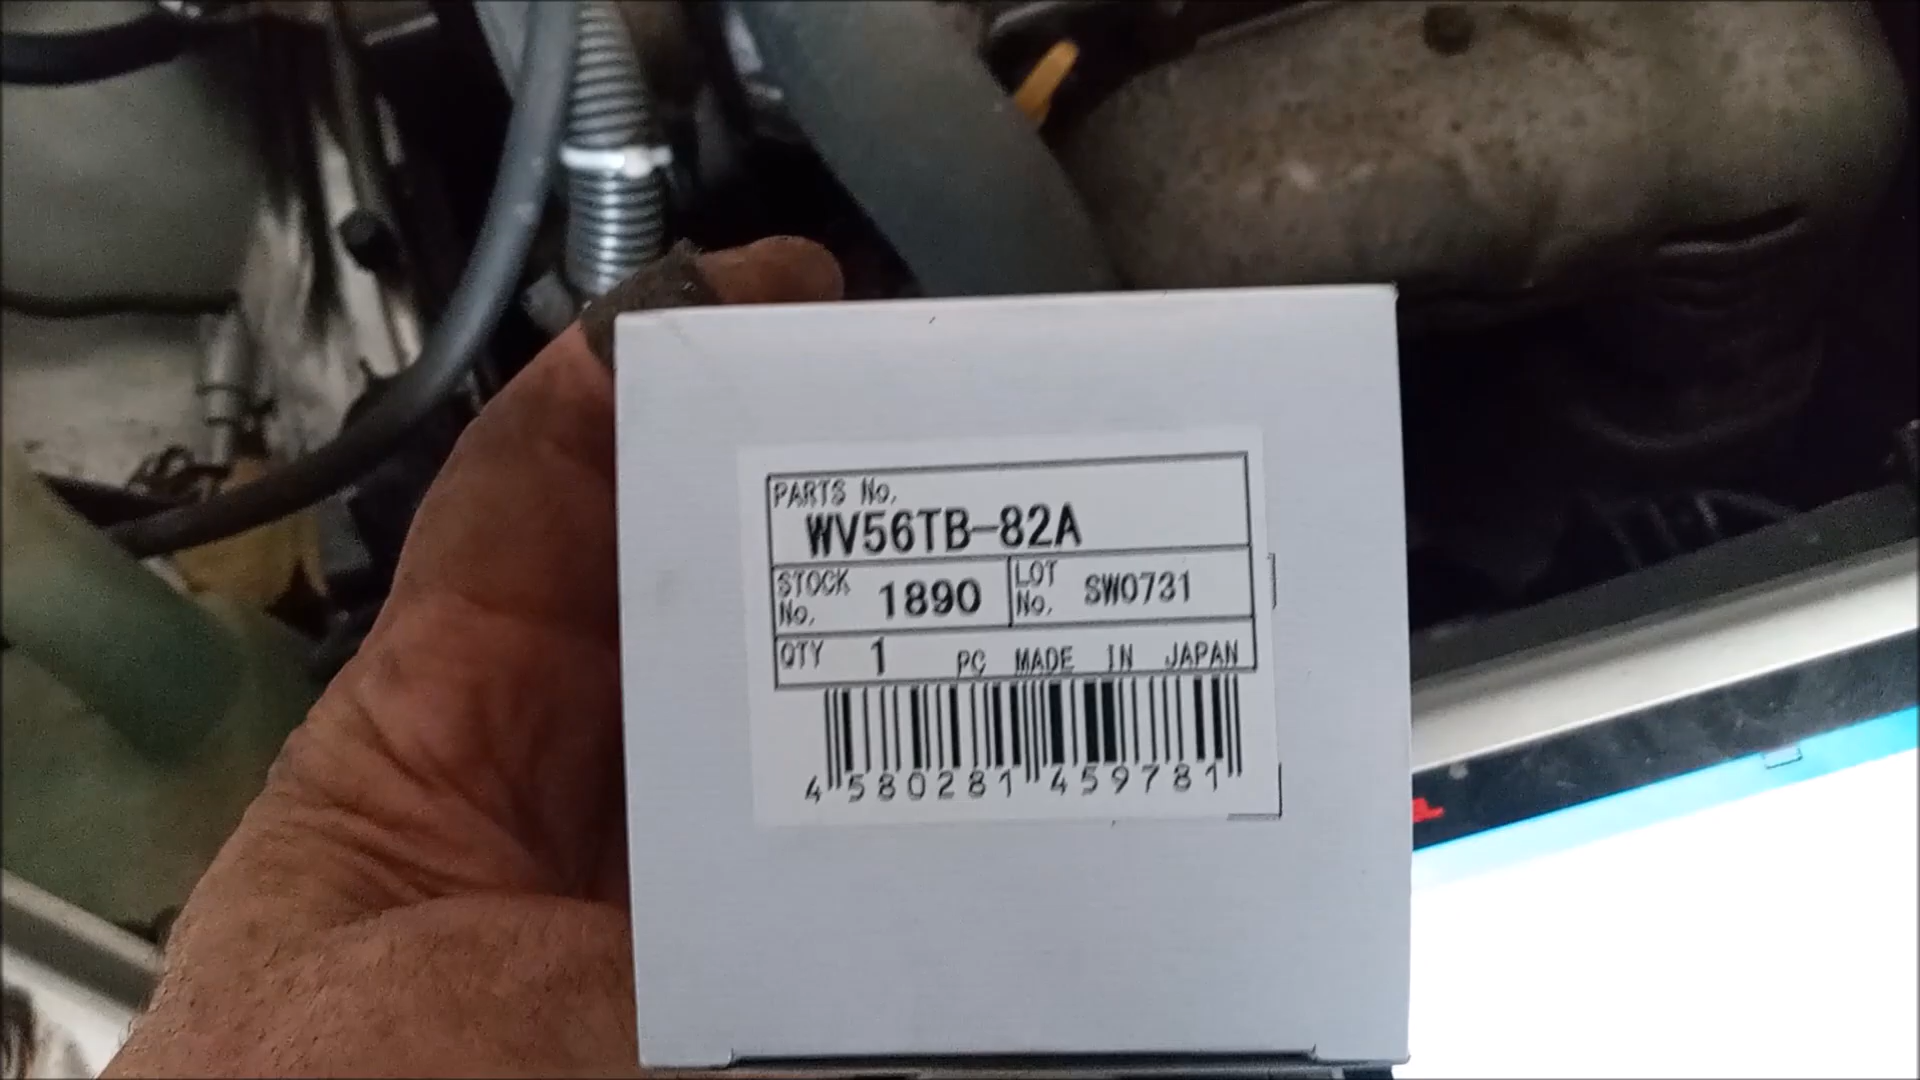 PARTS No.
WV56TB-82A
STOCK No. 1890
LOT No. SW0731
QTY 1 PC MADE IN JAPAN
4 580281 459781